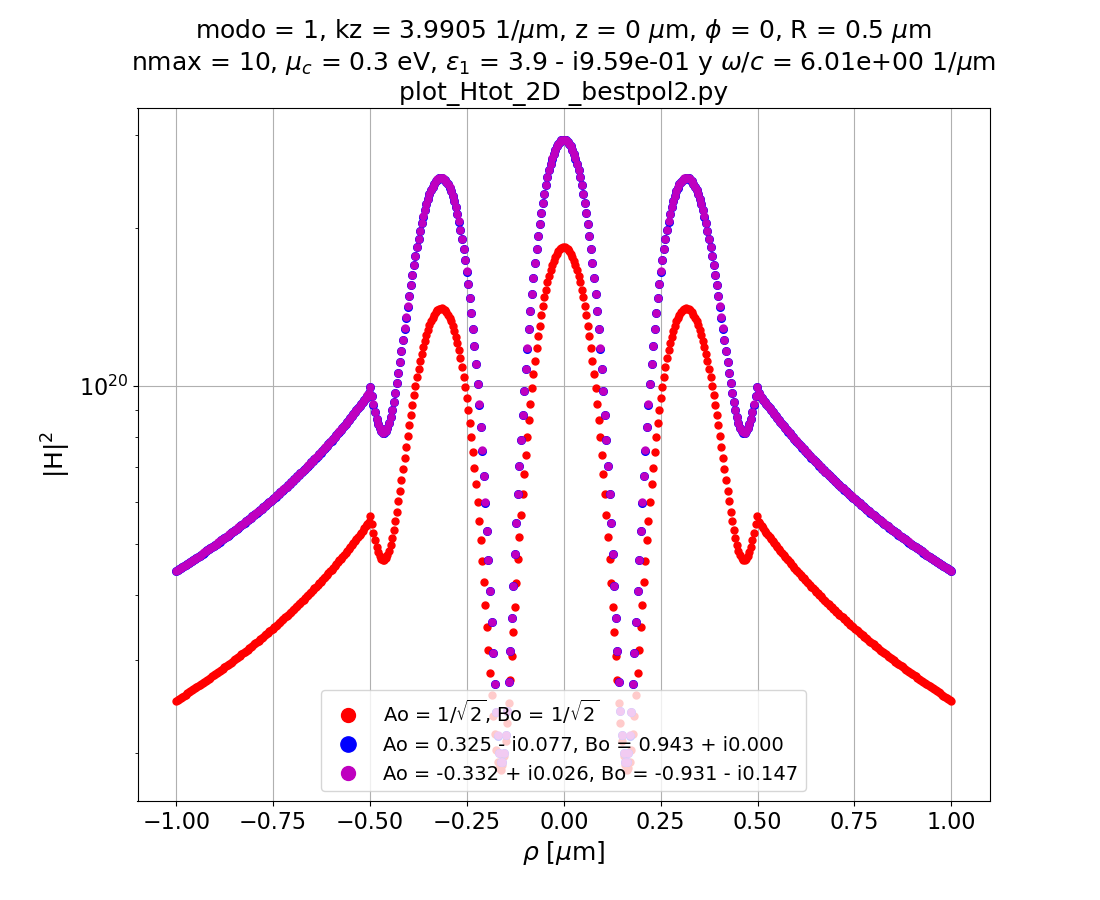 modo = 1, kz = 3.9905 1/μm, z = 0 μm, ϕ = 0, R = 0.5 μm
nmax = 10, μ_c = 0.3 eV, ε_1 = 3.9 - i9.59e-01 y ω/c = 6.01e+00 1/μm
plot_Htot_2D _bestpol2.py
10^20
|H|^2
Ao = 1/√2, Bo = 1/√2
Ao = 0.325 - i0.077, Bo = 0.943 + i0.000
Ao = -0.332 + i0.026, Bo = -0.931 - i0.147
−1.00 −0.75 −0.50 −0.25 0.00 0.25 0.50 0.75 1.00
ρ [μm]